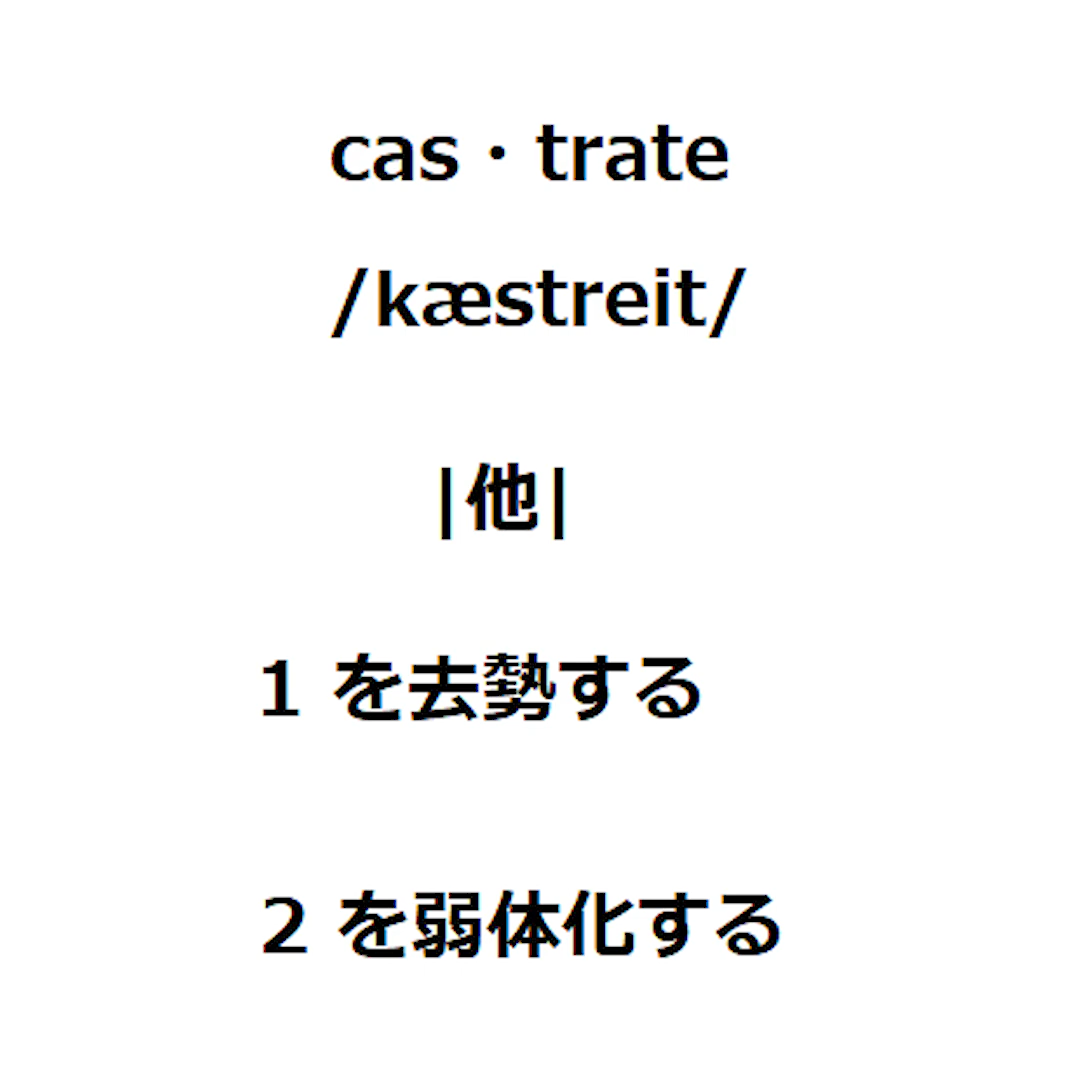 cas・trate
/kæstreit/
|他|
1 を去勢する
2 を弱体化する